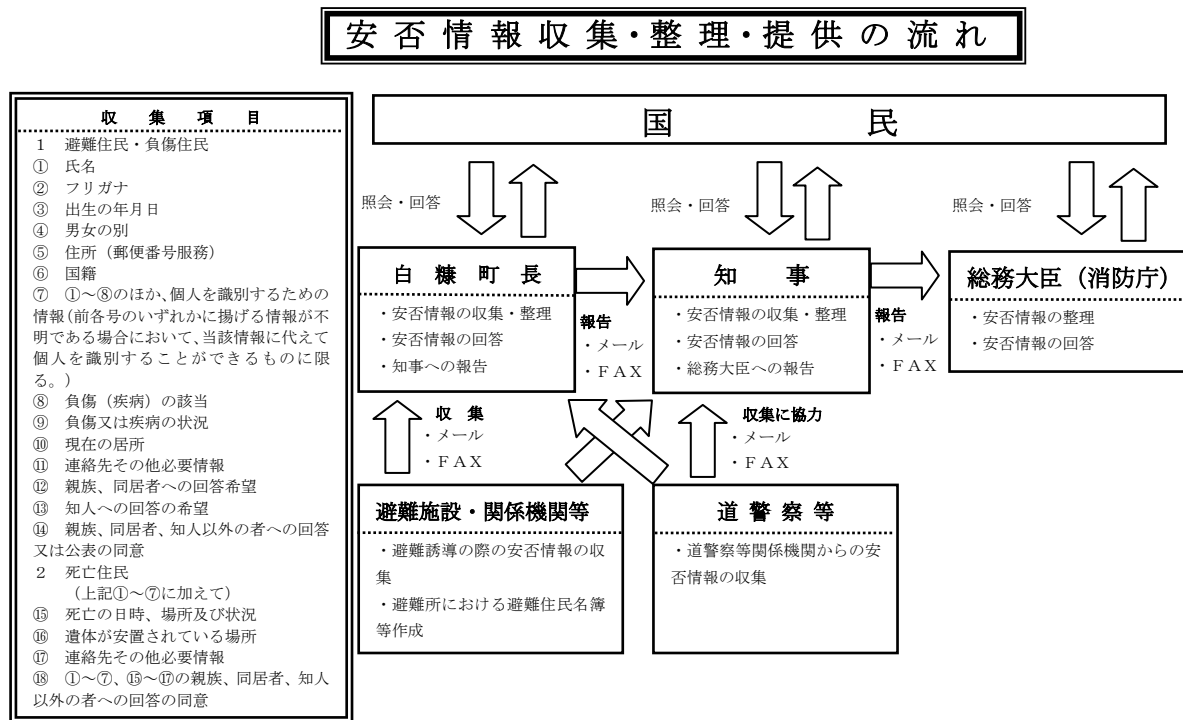 安否情報収集・整理・提供の流れ
収集項目
1 避難住民・負傷住民
① 氏名
② フリガナ
③ 出生の年月日
④ 男女の別
⑤ 住所（郵便番号服務）
⑥ 国籍
⑦ ①～⑧のほか、個人を識別するための
情報（前各号のいずれかに揚げる情報が不
明である場合において、当該情報に代えて
個人を識別することができるものに限
る。）
⑧ 負傷（疾病）の該当
⑨ 負傷又は疾病の状況
⑩ 現在の居所
⑪ 連絡先その他必要情報
⑫ 親族、同居者への回答希望
⑬ 知人への回答の希望
⑭ 親族、同居者、知人以外の者への回答
又は公表の同意
2 死亡住民
（上記①～⑦に加えて）
⑮ 死亡の日時、場所及び状況
⑯ 遺体が安置されている場所
⑰ 連絡先その他必要情報
⑱ ①～⑦、⑮～⑰の親族、同居者、知人
以外の者への回答の同意
国民
照会・回答
照会・回答
照会・回答
白糠町長
・安否情報の収集・整理
・安否情報の回答
・知事への報告
報告
・メール
・ＦＡＸ
知事
・安否情報の収集・整理
・安否情報の回答
・総務大臣への報告
報告
・メール
・ＦＡＸ
総務大臣（消防庁）
・安否情報の整理
・安否情報の回答
収集
・メール
・ＦＡＸ
収集に協力
・メール
・ＦＡＸ
避難施設・関係機関等
・避難誘導の際の安否情報の収
集
・避難所における避難住民名簿
等作成
道警察等
・道警察等関係機関からの安
否情報の収集